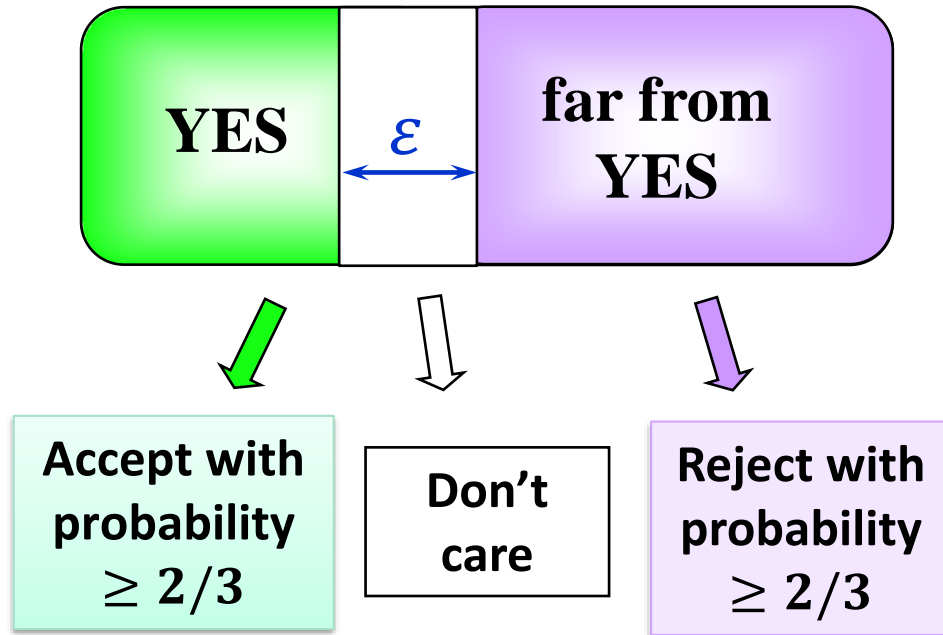 YES
ε
far from
YES
Accept with
probability
≥ 2/3
Don’t
care
Reject with
probability
≥ 2/3